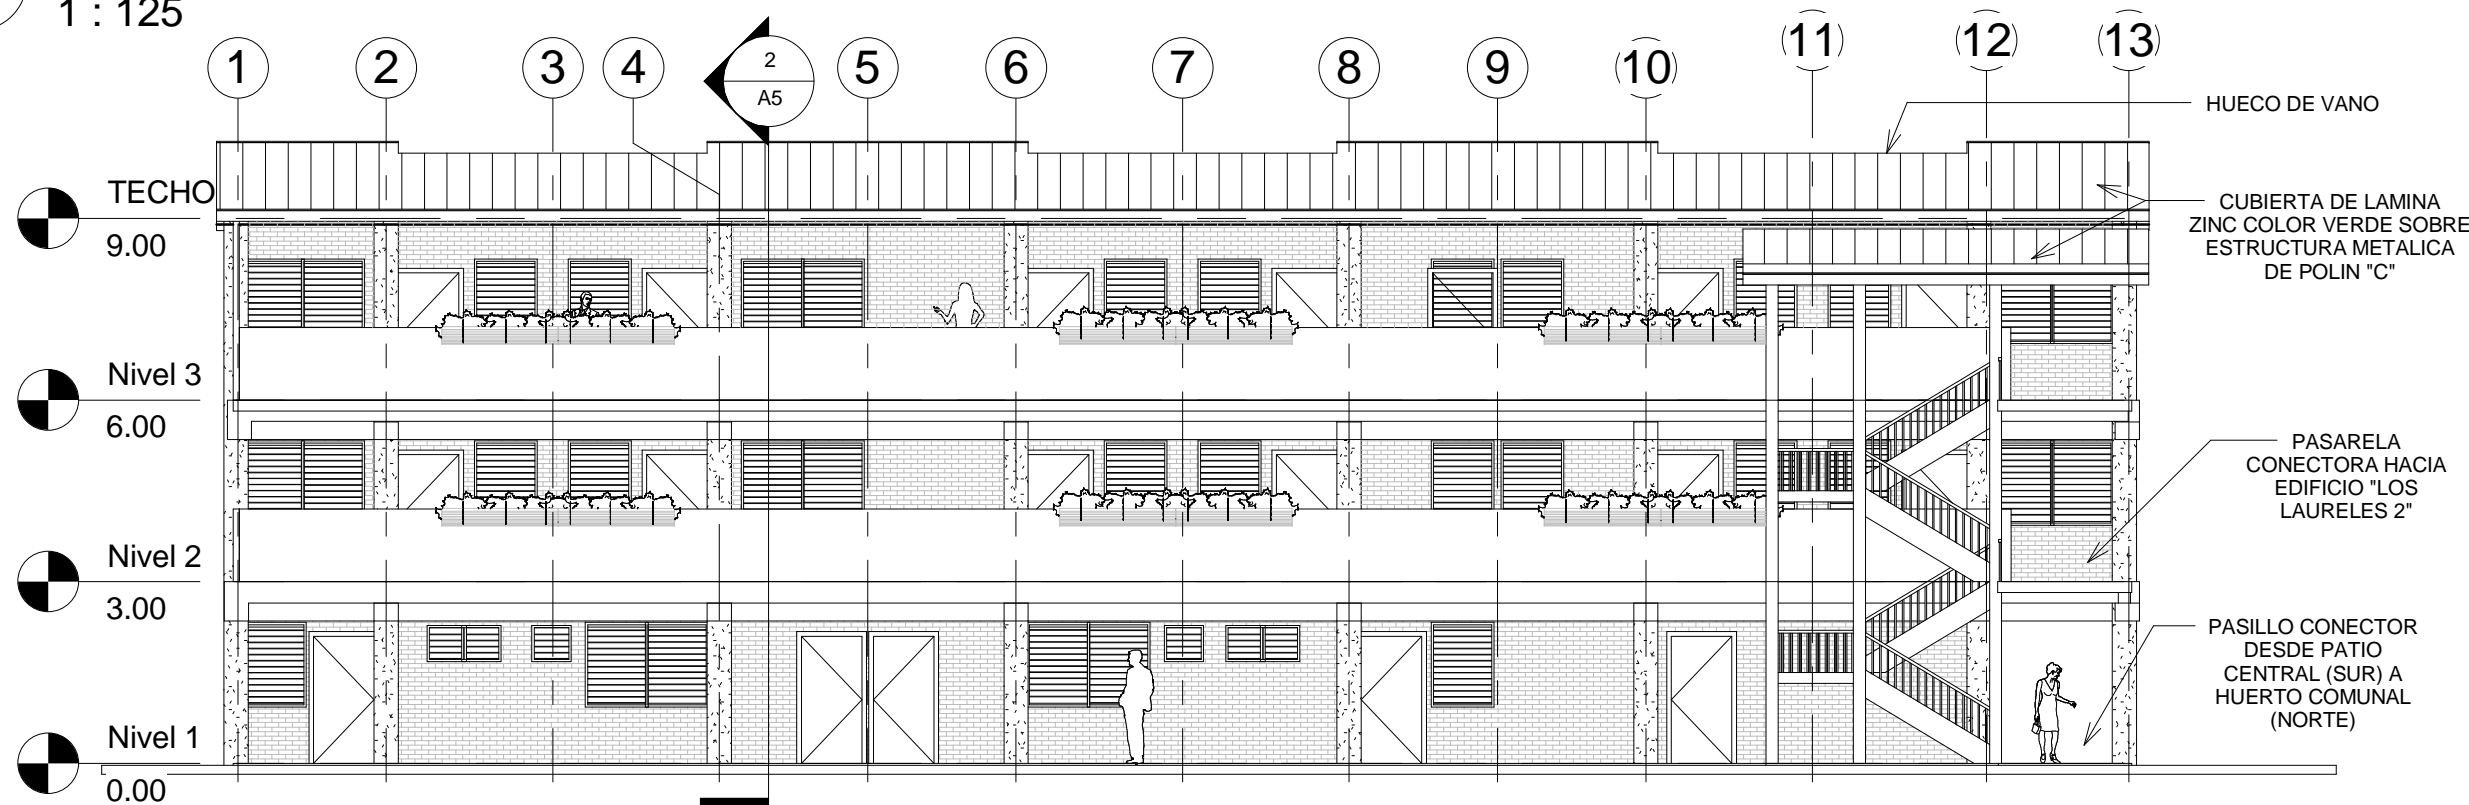 1 : 125
1
2
3
4
2
A5
5
6
7
8
9
10
11
12
13
HUECO DE VANO
CUBIERTA DE LAMINA
ZINC COLOR VERDE SOBRE
ESTRUCTURA METALICA
DE POLIN "C"
TECHO
9.00
Nivel 3
6.00
PASARELA
CONECTORA HACIA
EDIFICIO "LOS
LAURELES 2"
Nivel 2
3.00
PASILLO CONECTOR
DESDE PATIO
CENTRAL (SUR) A
HUERTO COMUNAL
(NORTE)
Nivel 1
0.00